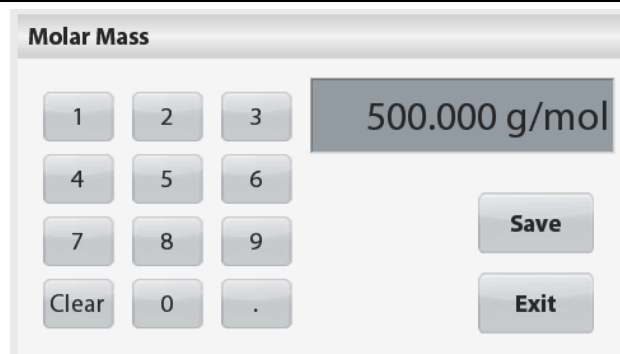 Molar Mass
1 2 3 500.000 g/mol
4 5 6
7 8 9 Save
Clear 0 . Exit